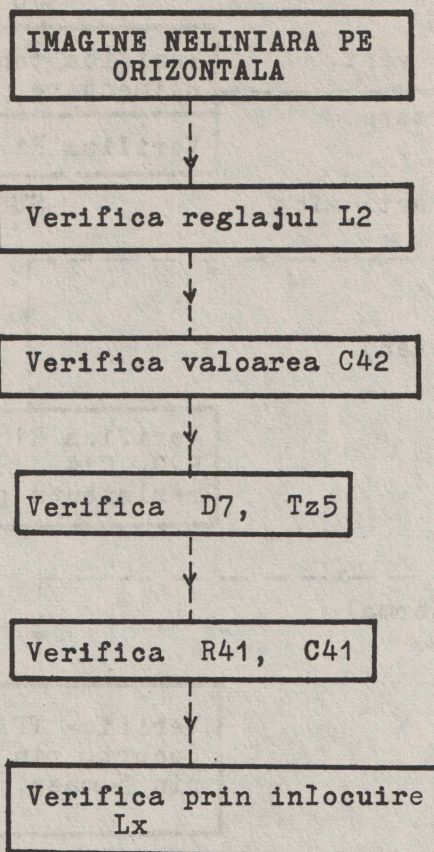 IMAGINE NELINIARA PE
ORIZONTALA
Verifica reglajul L2
Verifica valoarea C42
Verifica D7, Tz5
Verifica R41, C41
Verifica prin inlocuire
Lx